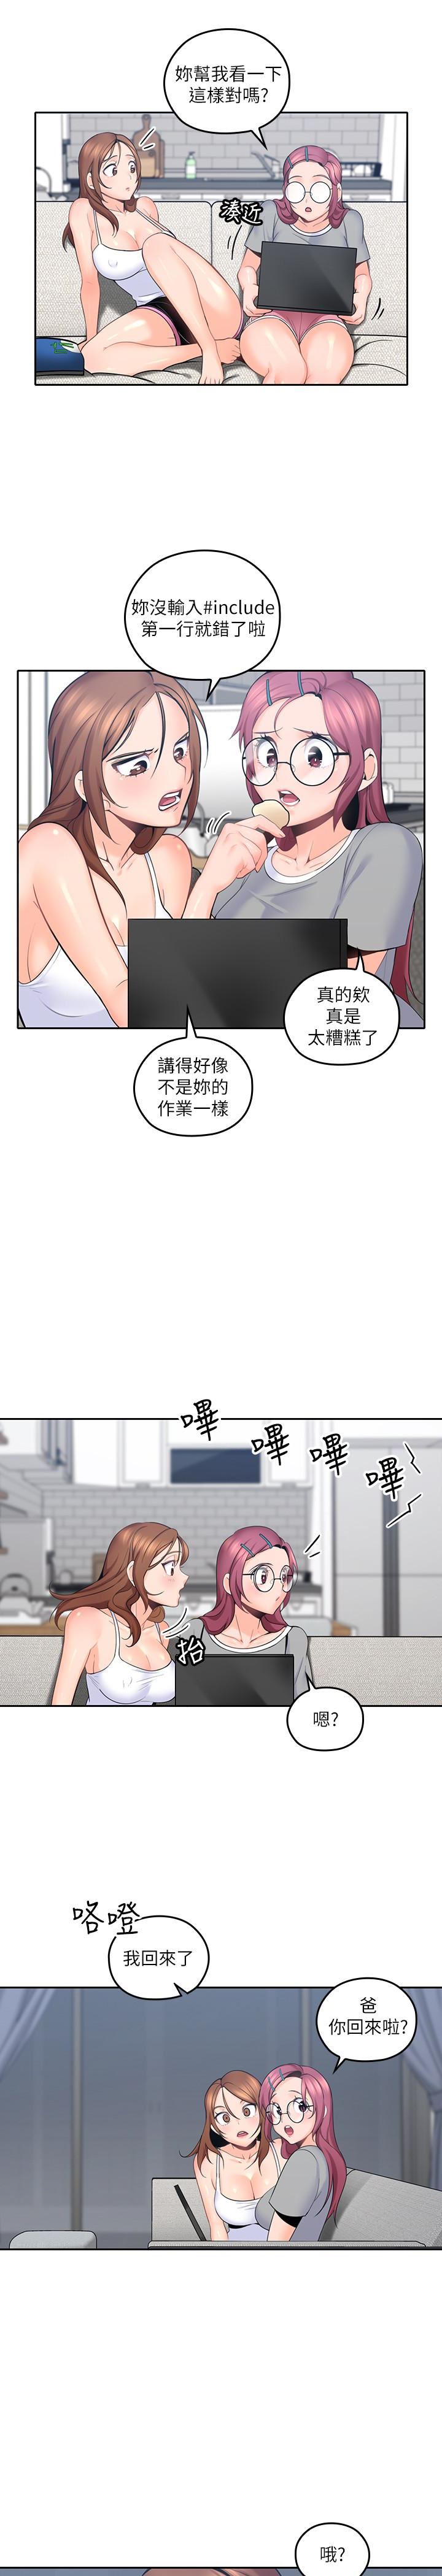 妳幫我看一下
這樣對嗎?
湊近
妳沒輸入#include
第一行就錯了啦
真的欸
真是
太糟糕了
講得好像
不是妳的
作業一樣
嗶
嗶
嗶
嗶
抬
嗯?
咯噔
我回來了
爸
你回來啦?
哦?